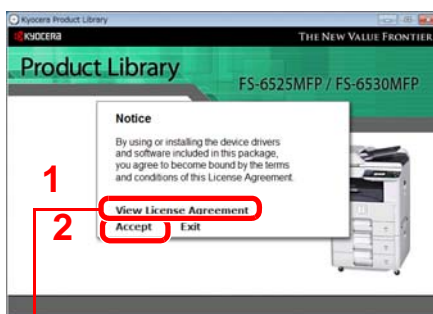 Kyocera Product Library
KYOCERA
THE NEW VALUE FRONTIER
Product Library
FS-6525MFP / FS-6530MFP
Notice
By using or installing the device drivers
and software included in this package,
you agree to become bound by the terms
and conditions of this License Agreement.
1
View License Agreement
2
Accept Exit